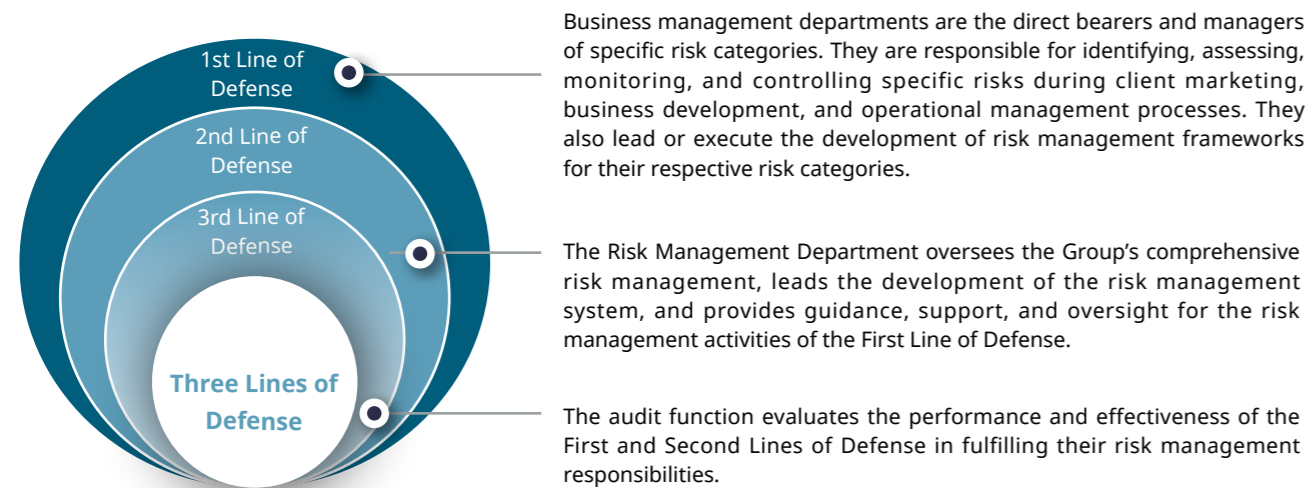 1st Line of
Defense
2nd Line of
Defense
3rd Line of
Defense
Three Lines of
Defense
Business management departments are the direct bearers and managers
of specific risk categories. They are responsible for identifying, assessing,
monitoring, and controlling specific risks during client marketing,
business development, and operational management processes. They
also lead or execute the development of risk management frameworks
for their respective risk categories.
The Risk Management Department oversees the Group’s comprehensive
risk management, leads the development of the risk management
system, and provides guidance, support, and oversight for the risk
management activities of the First Line of Defense.
The audit function evaluates the performance and effectiveness of the
First and Second Lines of Defense in fulfilling their risk management
responsibilities.